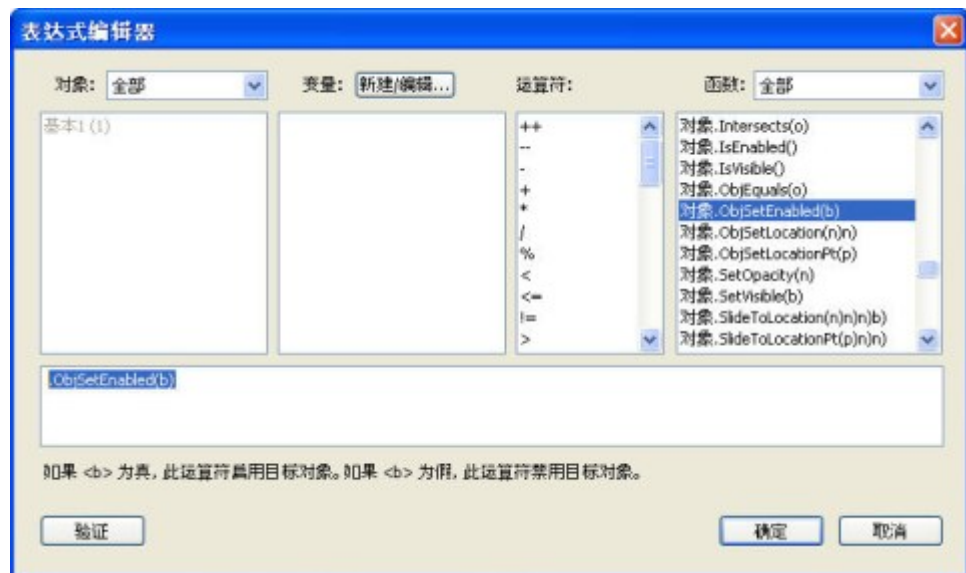 表达式编辑器
对象: 全部
变量: 新建/编辑...
运算符:
函数: 全部
基本1 (1)
++
--
-
+
*
/
%
<
<=
!=
>
对象.Intersects(o)
对象.IsEnabled()
对象.IsVisible()
对象.ObjEquals(o)
对象.ObjSetEnabled(b)
对象.ObjSetLocation(n)n)
对象.ObjSetLocationPt(p)
对象.SetOpacity(n)
对象.SetVisible(b)
对象.SlideToLocation(n)n)n)b)
对象.SlideToLocationPt(p)n)n)
.ObjSetEnabled(b)
如果 <b> 为真, 此运算符启用目标对象。如果 <b> 为假, 此运算符禁用目标对象。
验证
确定
取消